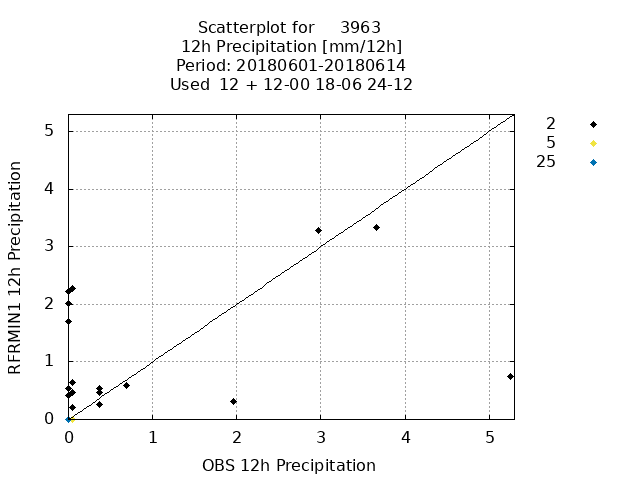 Scatterplot for 3963
12h Precipitation [mm/12h]
Period: 20180601-20180614
Used 12 + 12-00 18-06 24-12
2
5
25
RFRMIN1 12h Precipitation
5
4
3
2
1
0
0 1 2 3 4 5
OBS 12h Precipitation